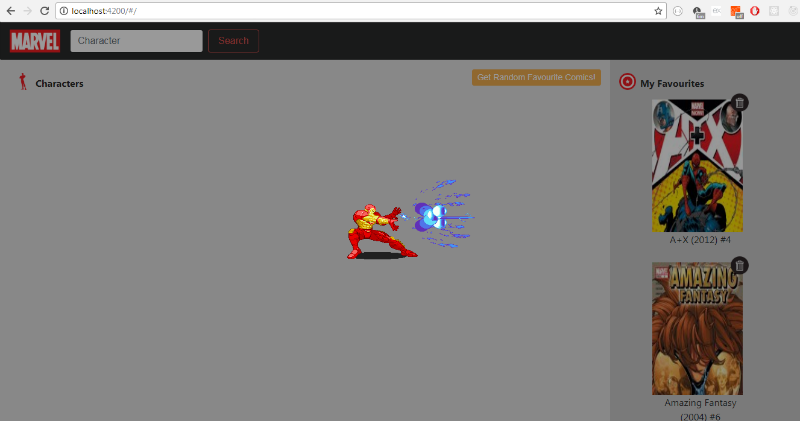 localhost:4200/#/
MARVEL
Character
Search
Characters
Get Random Favourite Comics!
My Favourites
MARVEL
A+X
A+X (2012) #4
AMAZING
FANTASY
Amazing Fantasy
(2004) #6